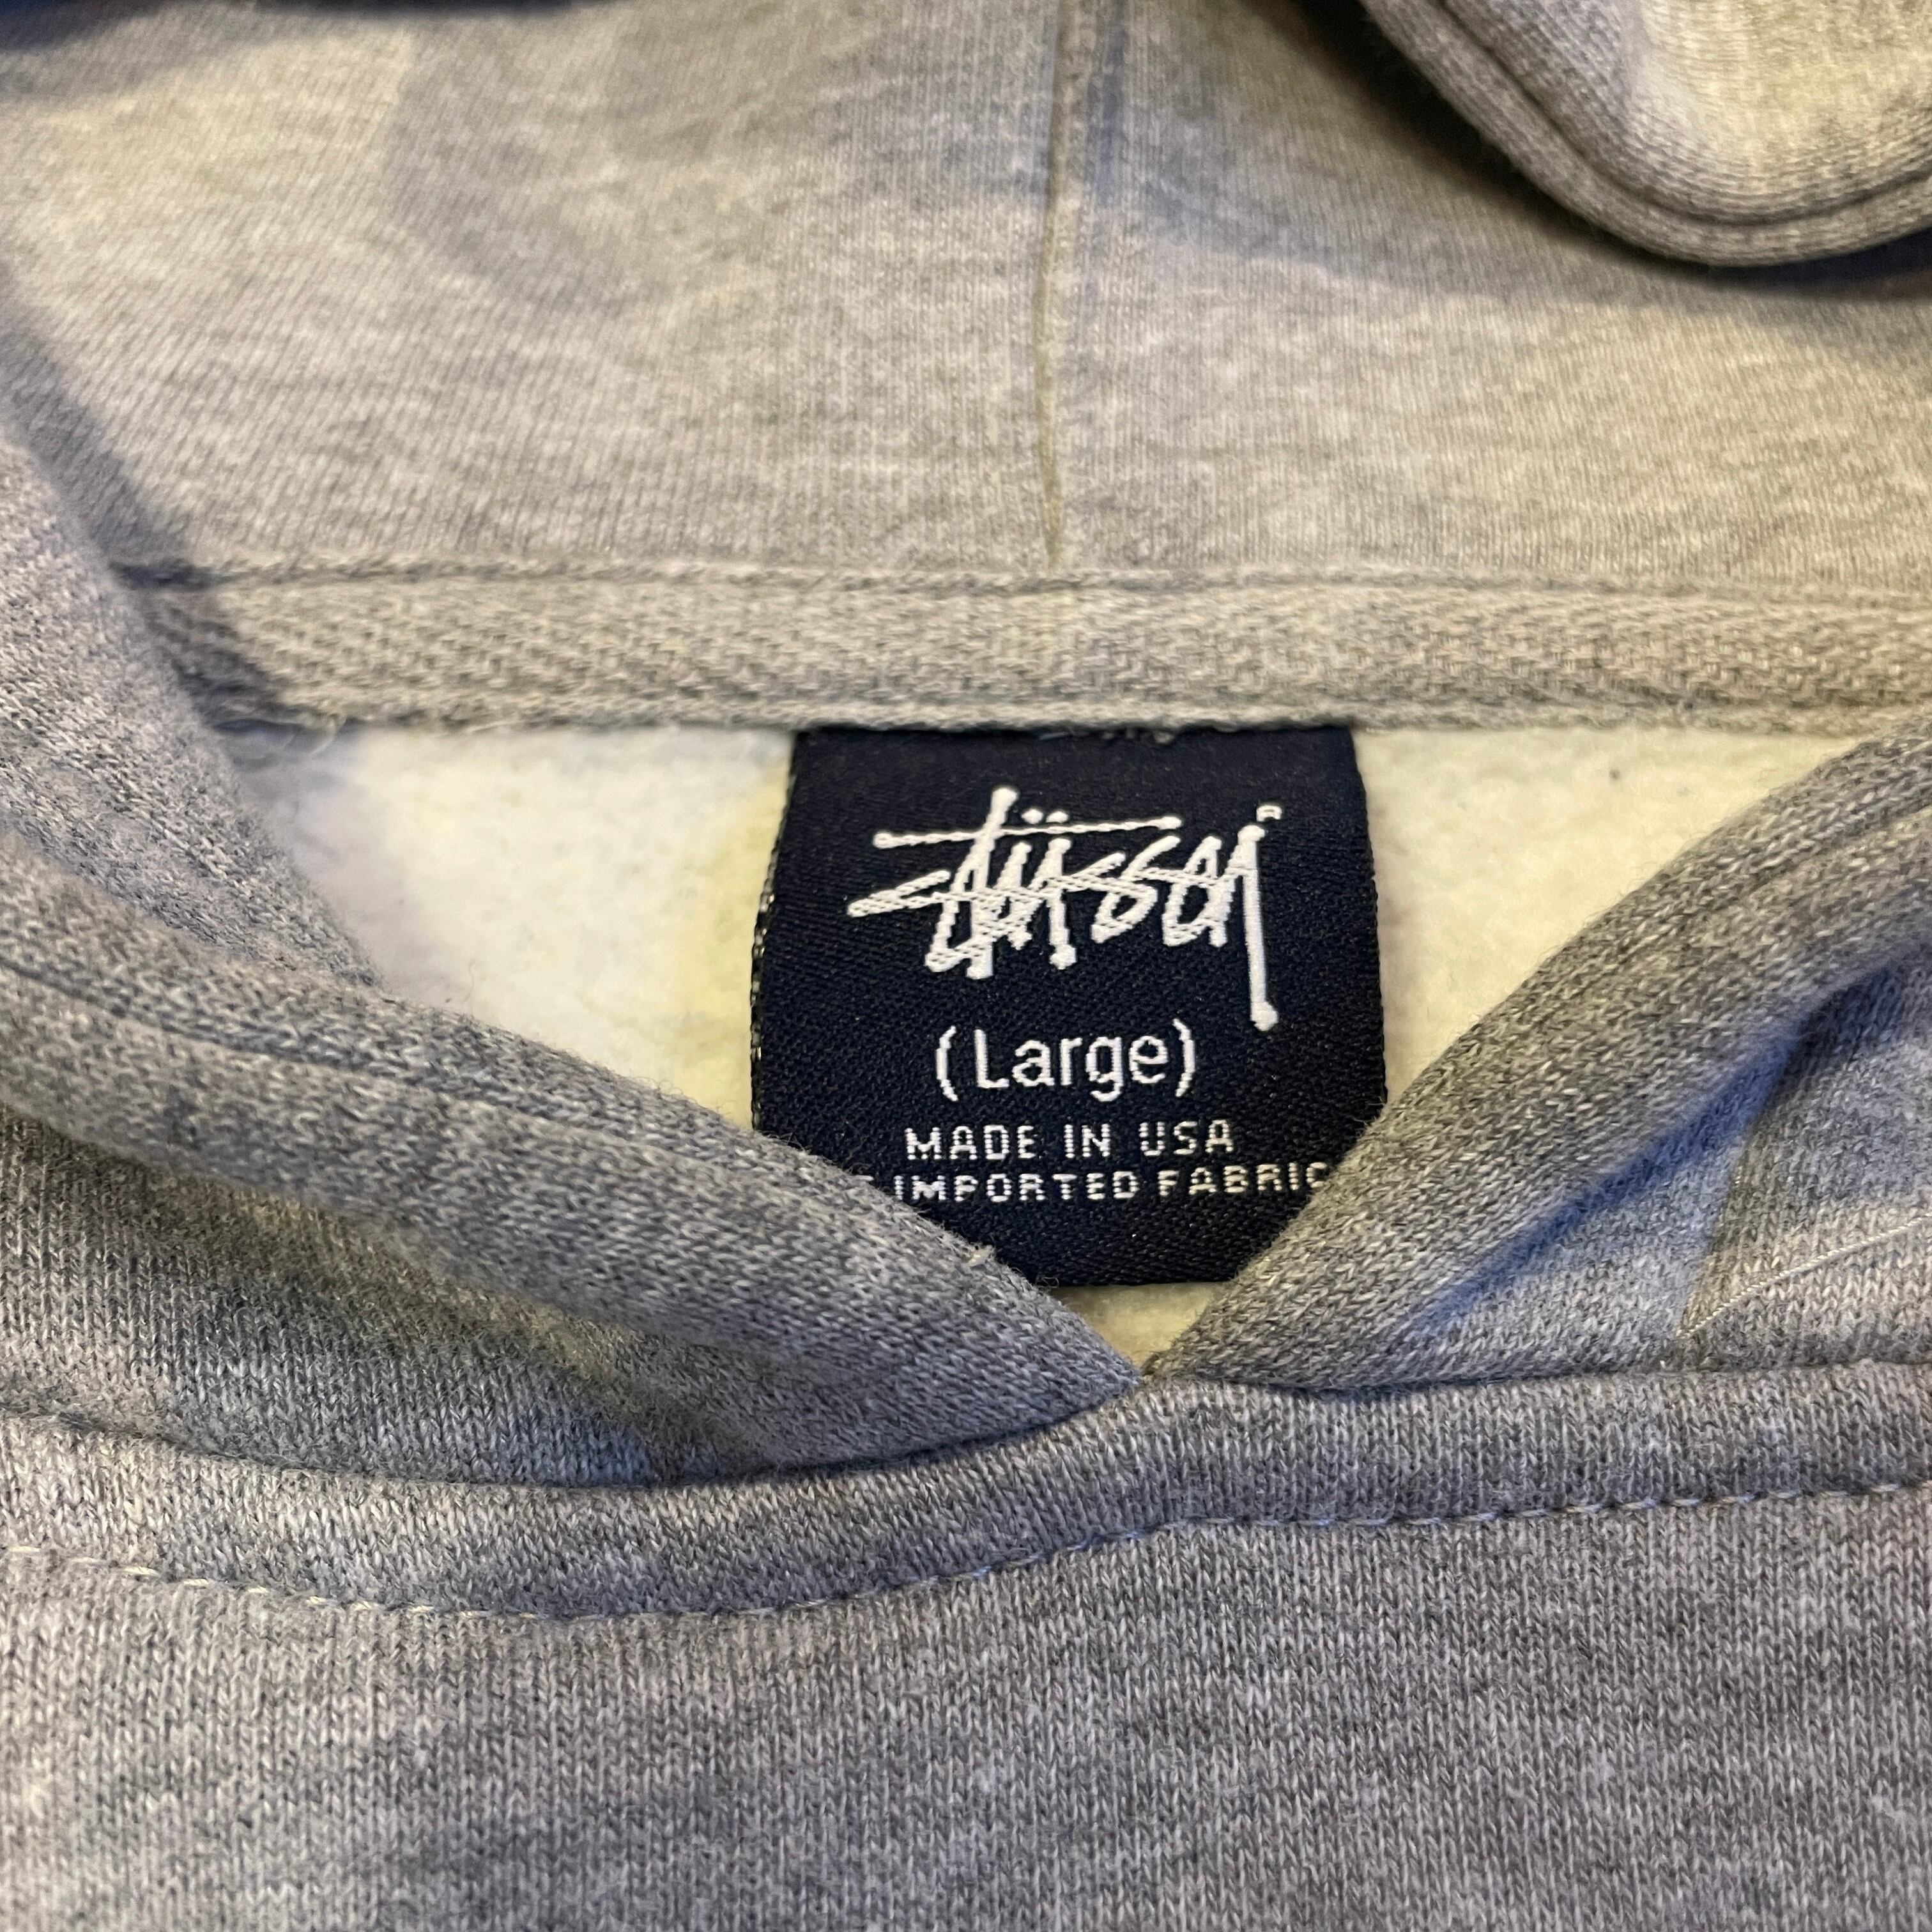 Stüssy
(Large)
MADE IN USA
IMPORTED FABRIC